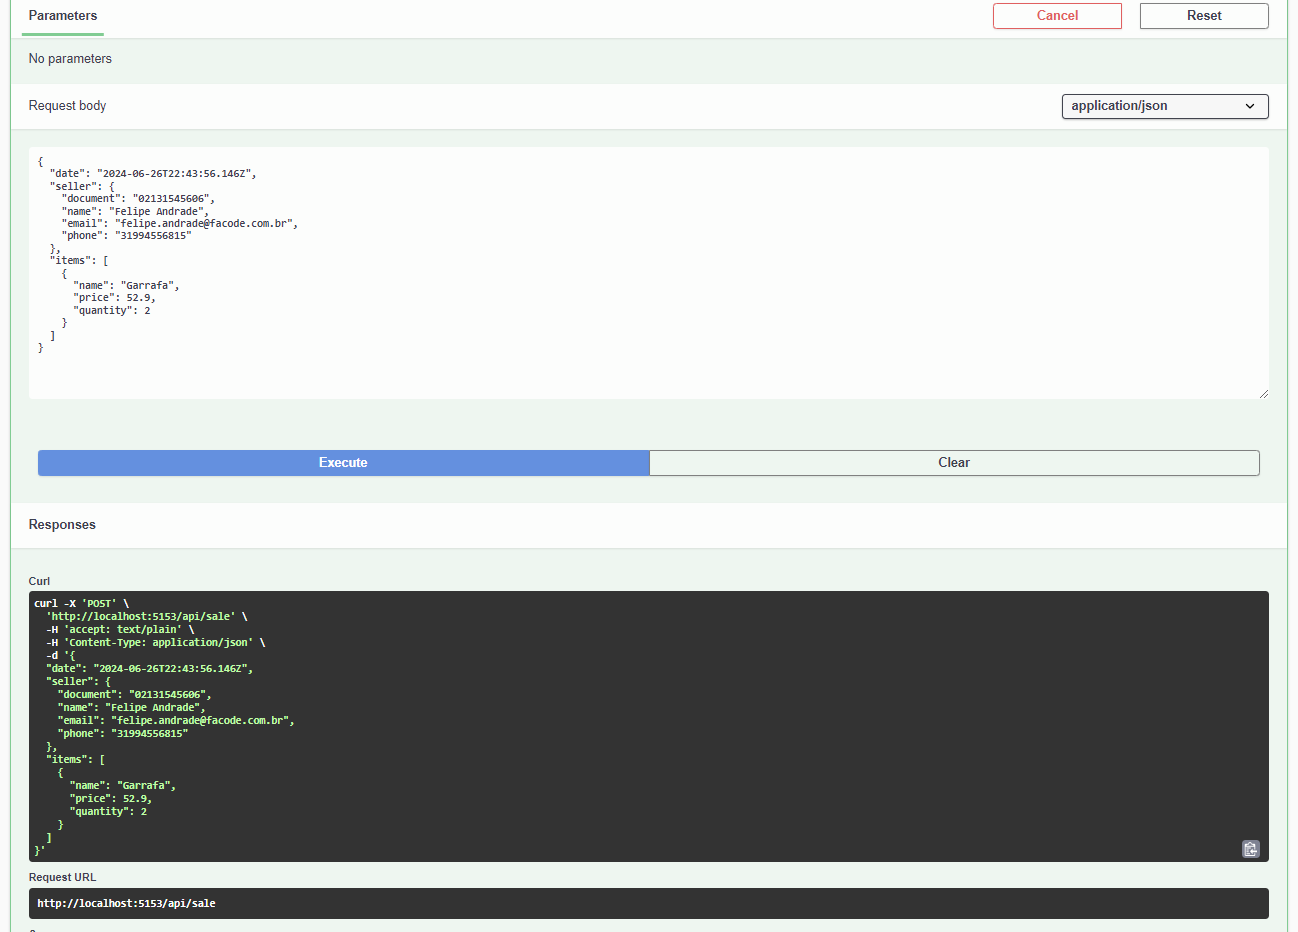 Parameters
Cancel
Reset
No parameters
Request body
application/json
{
  "date": "2024-06-26T22:43:56.146Z",
  "seller": {
    "document": "02131545606",
    "name": "Felipe Andrade",
    "email": "felipe.andrade@facode.com.br",
    "phone": "31994556815"
  },
  "items": [
    {
      "name": "Garrafa",
      "price": 52.9,
      "quantity": 2
    }
  ]
}
Execute
Clear
Responses
Curl
curl -X 'POST' \
  'http://localhost:5153/api/sale' \
  -H 'accept: text/plain' \
  -H 'Content-Type: application/json' \
  -d '{
  "date": "2024-06-26T22:43:56.146Z",
  "seller": {
    "document": "02131545606",
    "name": "Felipe Andrade",
    "email": "felipe.andrade@facode.com.br",
    "phone": "31994556815"
  },
  "items": [
    {
      "name": "Garrafa",
      "price": 52.9,
      "quantity": 2
    }
  ]
}'
Request URL
http://localhost:5153/api/sale